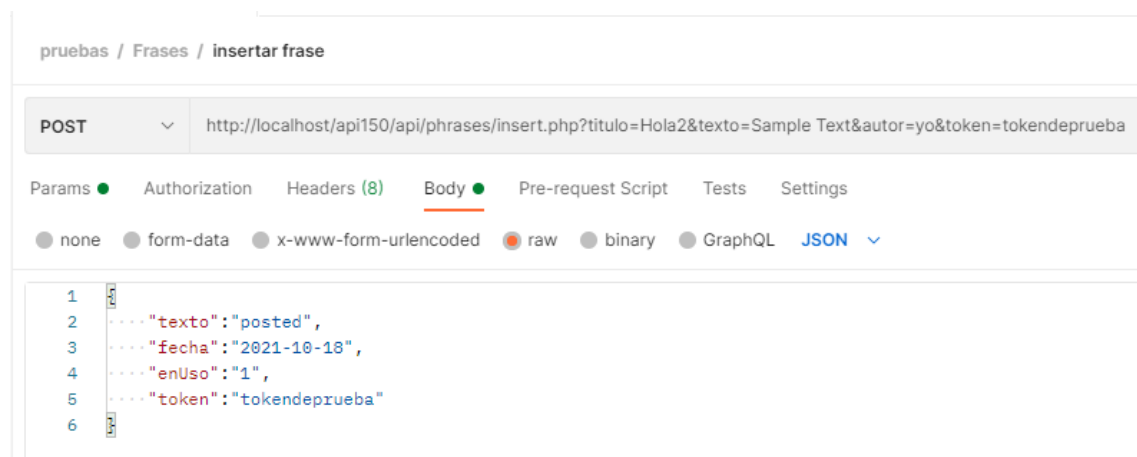 pruebas / Frases / insertar frase
POST http://localhost/api150/api/phrases/insert.php?titulo=Hola2&texto=Sample Text&autor=yo&token=tokendeprueba
Params Authorization Headers (8) Body Pre-request Script Tests Settings
none form-data x-www-form-urlencoded raw binary GraphQL JSON
1 {
2 ····"texto":"posted",
3 ····"fecha":"2021-10-18",
4 ····"enUso":"1",
5 ····"token":"tokendeprueba"
6 }